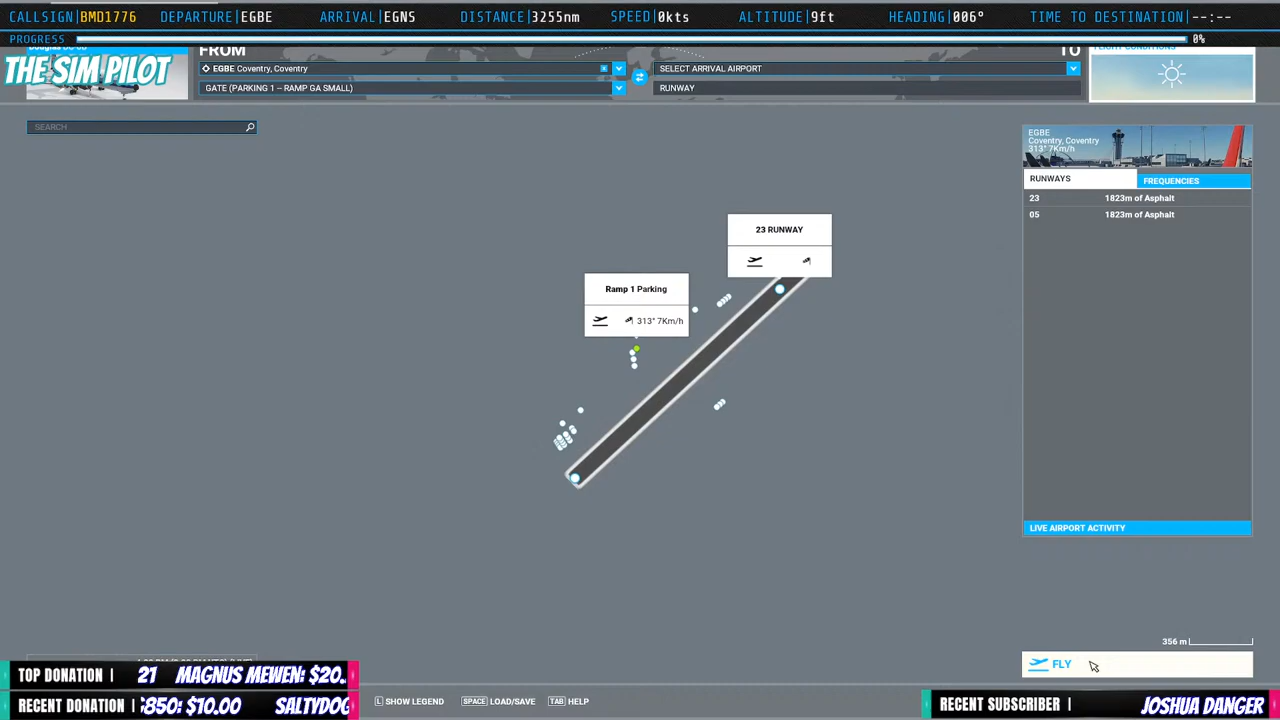 CALLSIGN|BMD1776 DEPARTURE|EGBE ARRIVAL|EGNS DISTANCE|3255nm SPEED|0kts ALTITUDE|9ft HEADING|006° TIME TO DESTINATION|--:--
PROGRESS 0%
FROM
TO
THE SIM PILOT
EGBE Coventry, Coventry
SELECT ARRIVAL AIRPORT
GATE (PARKING 1 – RAMP GA SMALL)
RUNWAY
SEARCH
EGBE
Coventry, Coventry
313° 7Km/h
RUNWAYS
FREQUENCIES
23 1823m of Asphalt
05 1823m of Asphalt
23 RUNWAY
Ramp 1 Parking
313° 7Km/h
LIVE AIRPORT ACTIVITY
356 m
FLY
TOP DONATION | 21 MAGNUS MEWEN: $20.
RECENT DONATION | 850: $10.00 SALTYDOG
L SHOW LEGEND SPACE LOAD/SAVE TAB HELP
RECENT SUBSCRIBER | JOSHUA DANGER